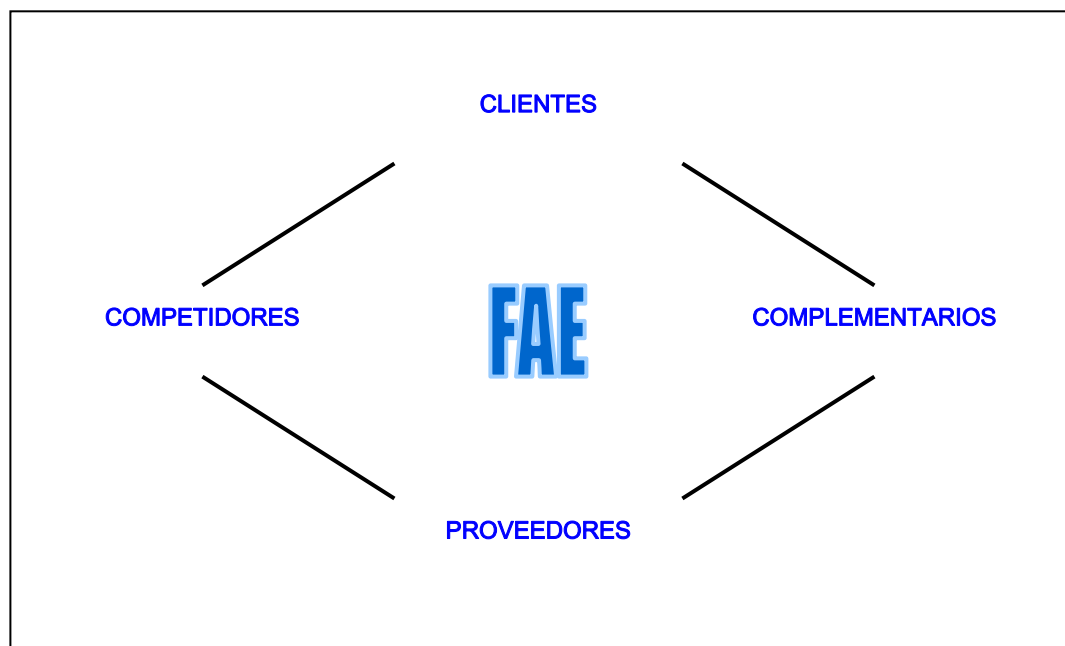 CLIENTES
COMPETIDORES
FAE
COMPLEMENTARIOS
PROVEEDORES